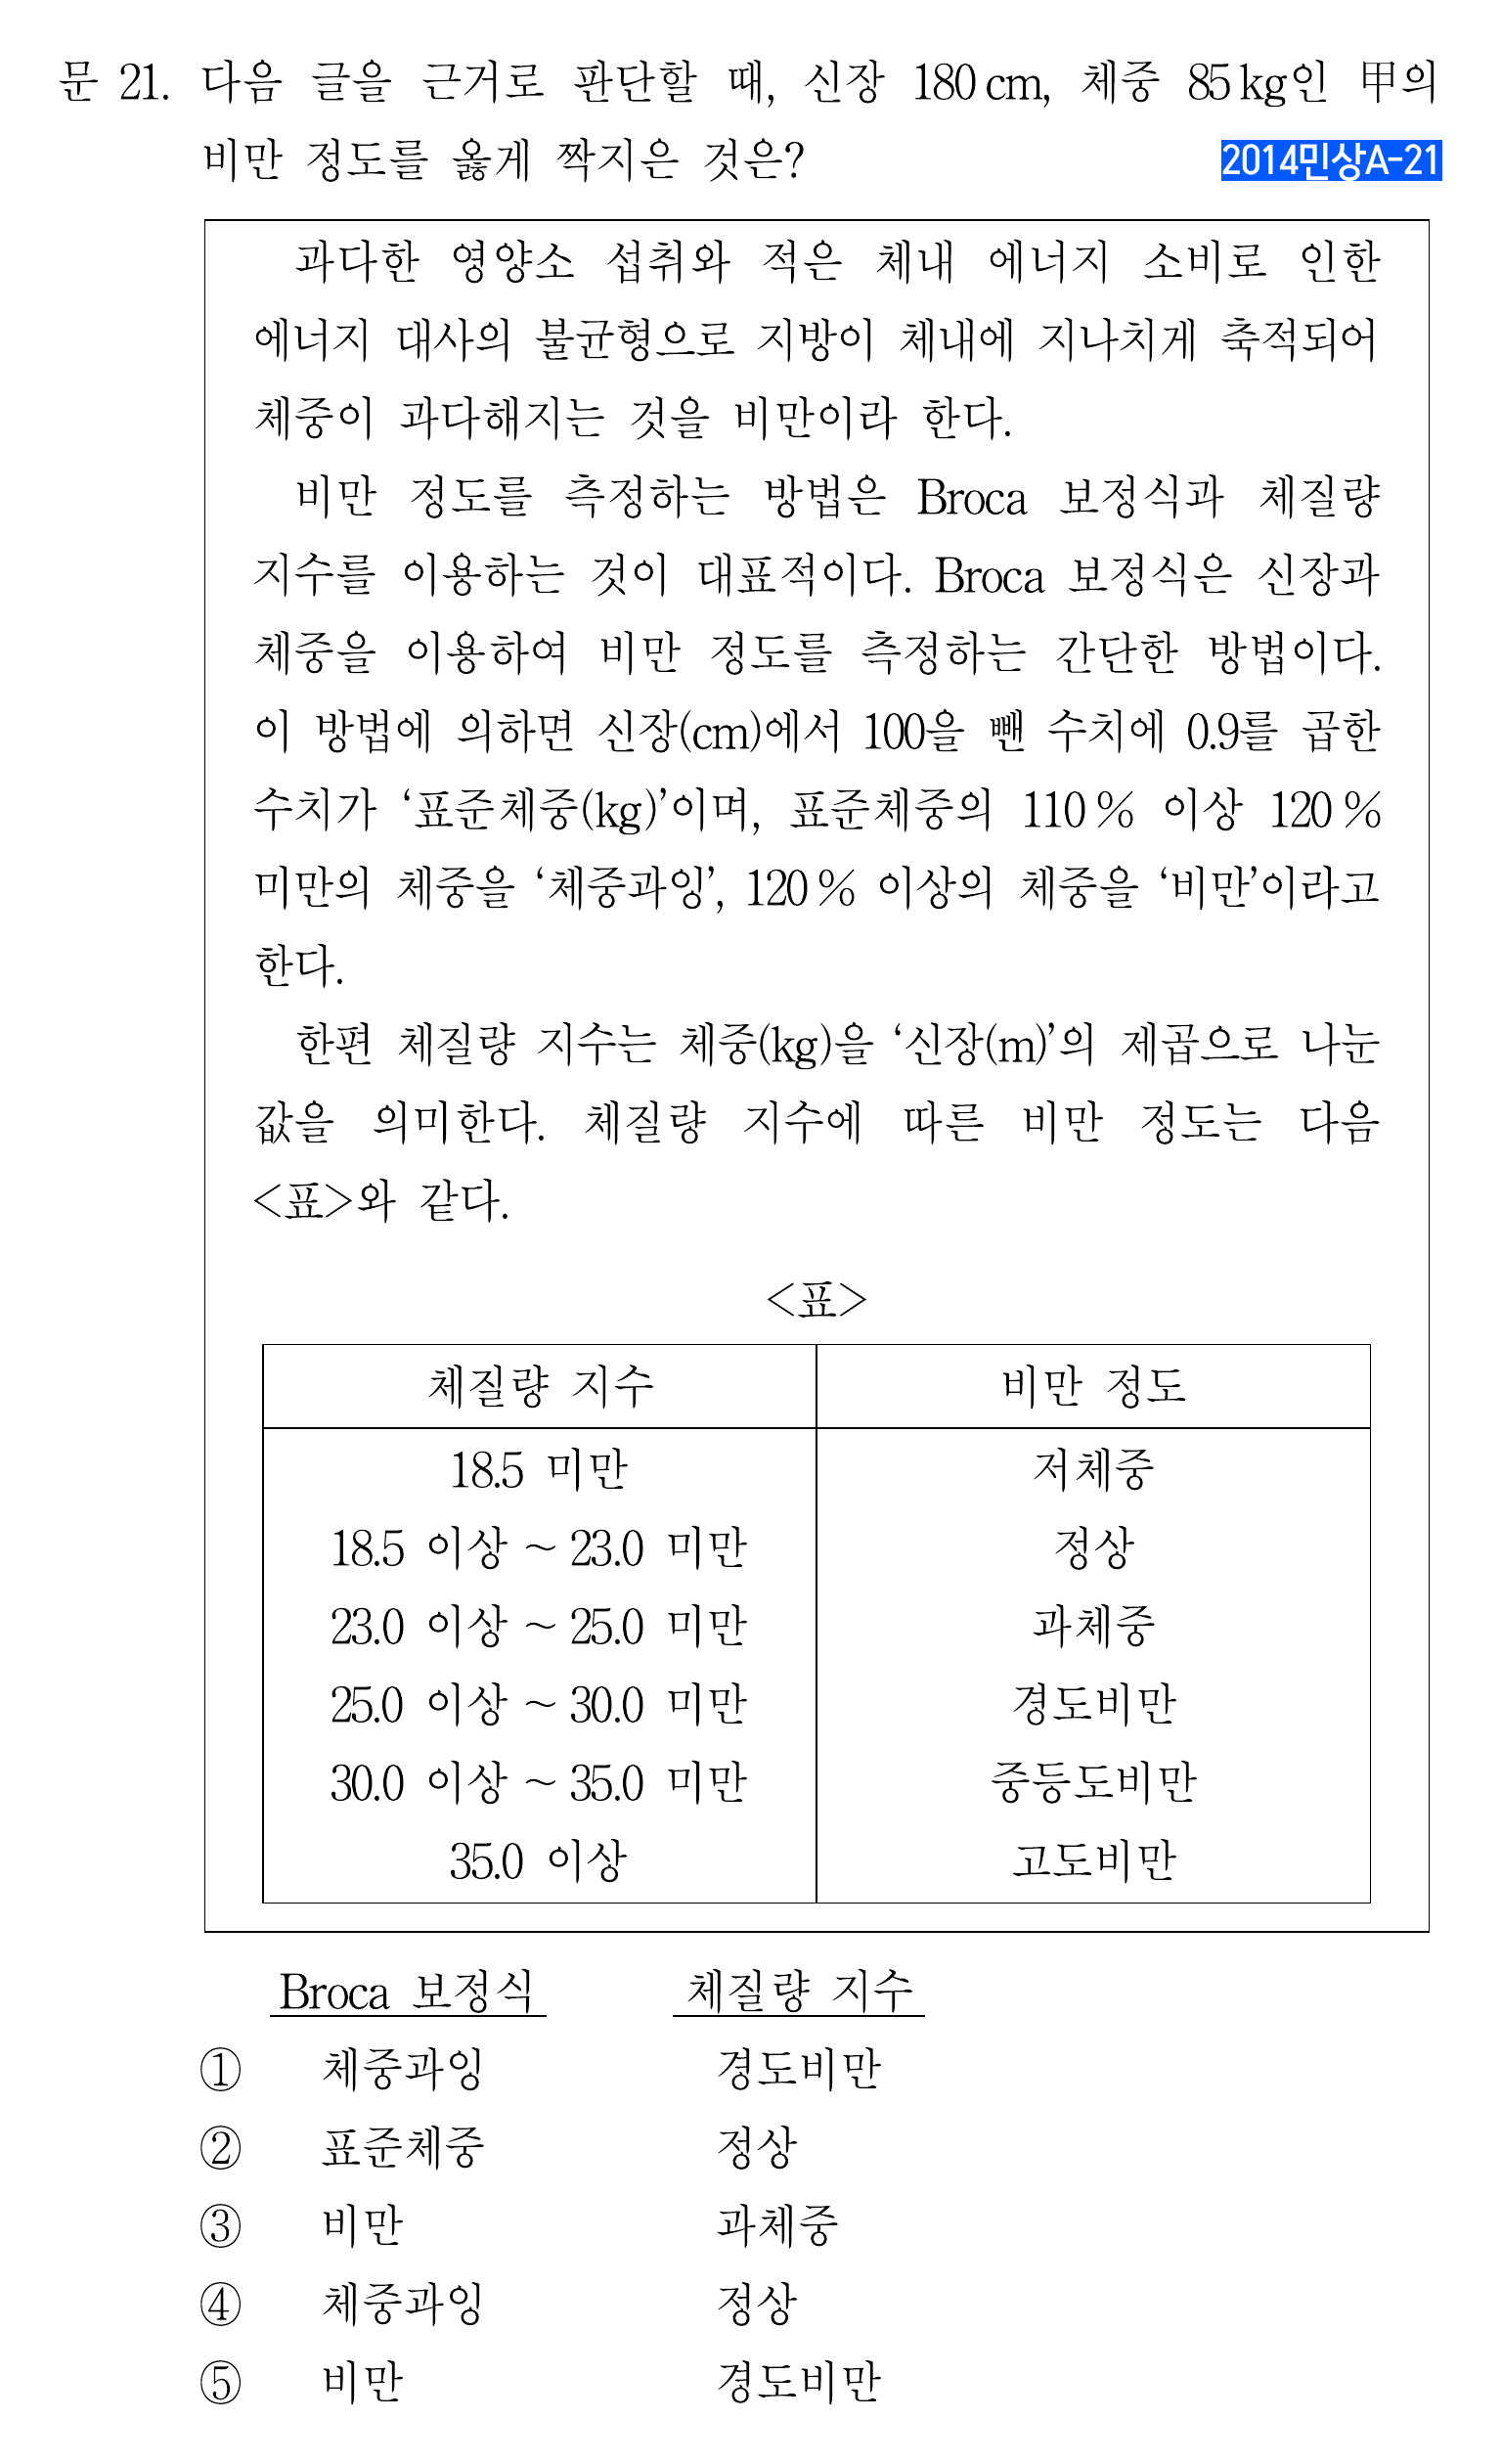 문 21. 다음 글을 근거로 판단할 때, 신장 180 cm, 체중 85 kg인 甲의
비만 정도를 옳게 짝지은 것은?
2014민상A-21
과다한 영양소 섭취와 적은 체내 에너지 소비로 인한
에너지 대사의 불균형으로 지방이 체내에 지나치게 축적되어
체중이 과다해지는 것을 비만이라 한다.
비만 정도를 측정하는 방법은 Broca 보정식과 체질량
지수를 이용하는 것이 대표적이다. Broca 보정식은 신장과
체중을 이용하여 비만 정도를 측정하는 간단한 방법이다.
이 방법에 의하면 신장(cm)에서 100을 뺀 수치에 0.9를 곱한
수치가 ‘표준체중(kg)’이며, 표준체중의 110 % 이상 120 %
미만의 체중을 ‘체중과잉’, 120 % 이상의 체중을 ‘비만’이라고
한다.
한편 체질량 지수는 체중(kg)을 ‘신장(m)’의 제곱으로 나눈
값을 의미한다. 체질량 지수에 따른 비만 정도는 다음
<표>와 같다.
<표>
체질량 지수 비만 정도
18.5 미만 저체중
18.5 이상 ~ 23.0 미만 정상
23.0 이상 ~ 25.0 미만 과체중
25.0 이상 ~ 30.0 미만 경도비만
30.0 이상 ~ 35.0 미만 중등도비만
35.0 이상 고도비만
Broca 보정식 체질량 지수
① 체중과잉 경도비만
② 표준체중 정상
③ 비만 과체중
④ 체중과잉 정상
⑤ 비만 경도비만